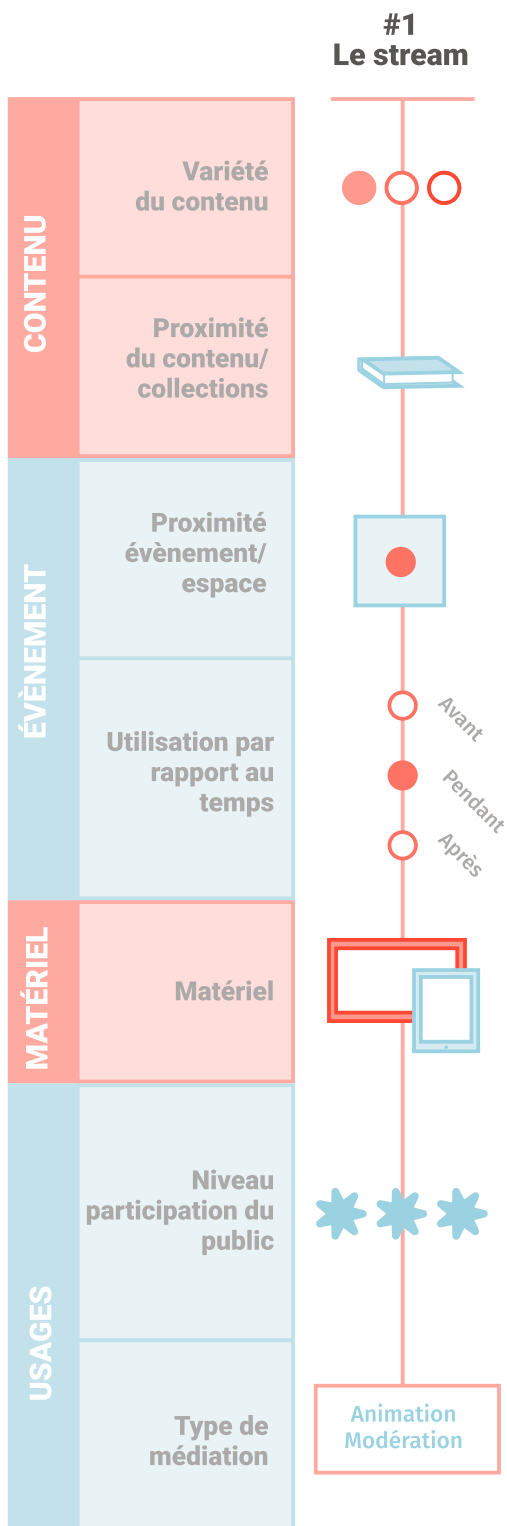 #1
Le stream
CONTENU
Variété
du contenu
Proximité
du contenu/
collections
ÉVÈNEMENT
Proximité
évènement/
espace
Utilisation par
rapport au
temps
Avant
Pendant
Après
MATÉRIEL
Matériel
USAGES
Niveau
participation du
public
Type de
médiation
Animation
Modération